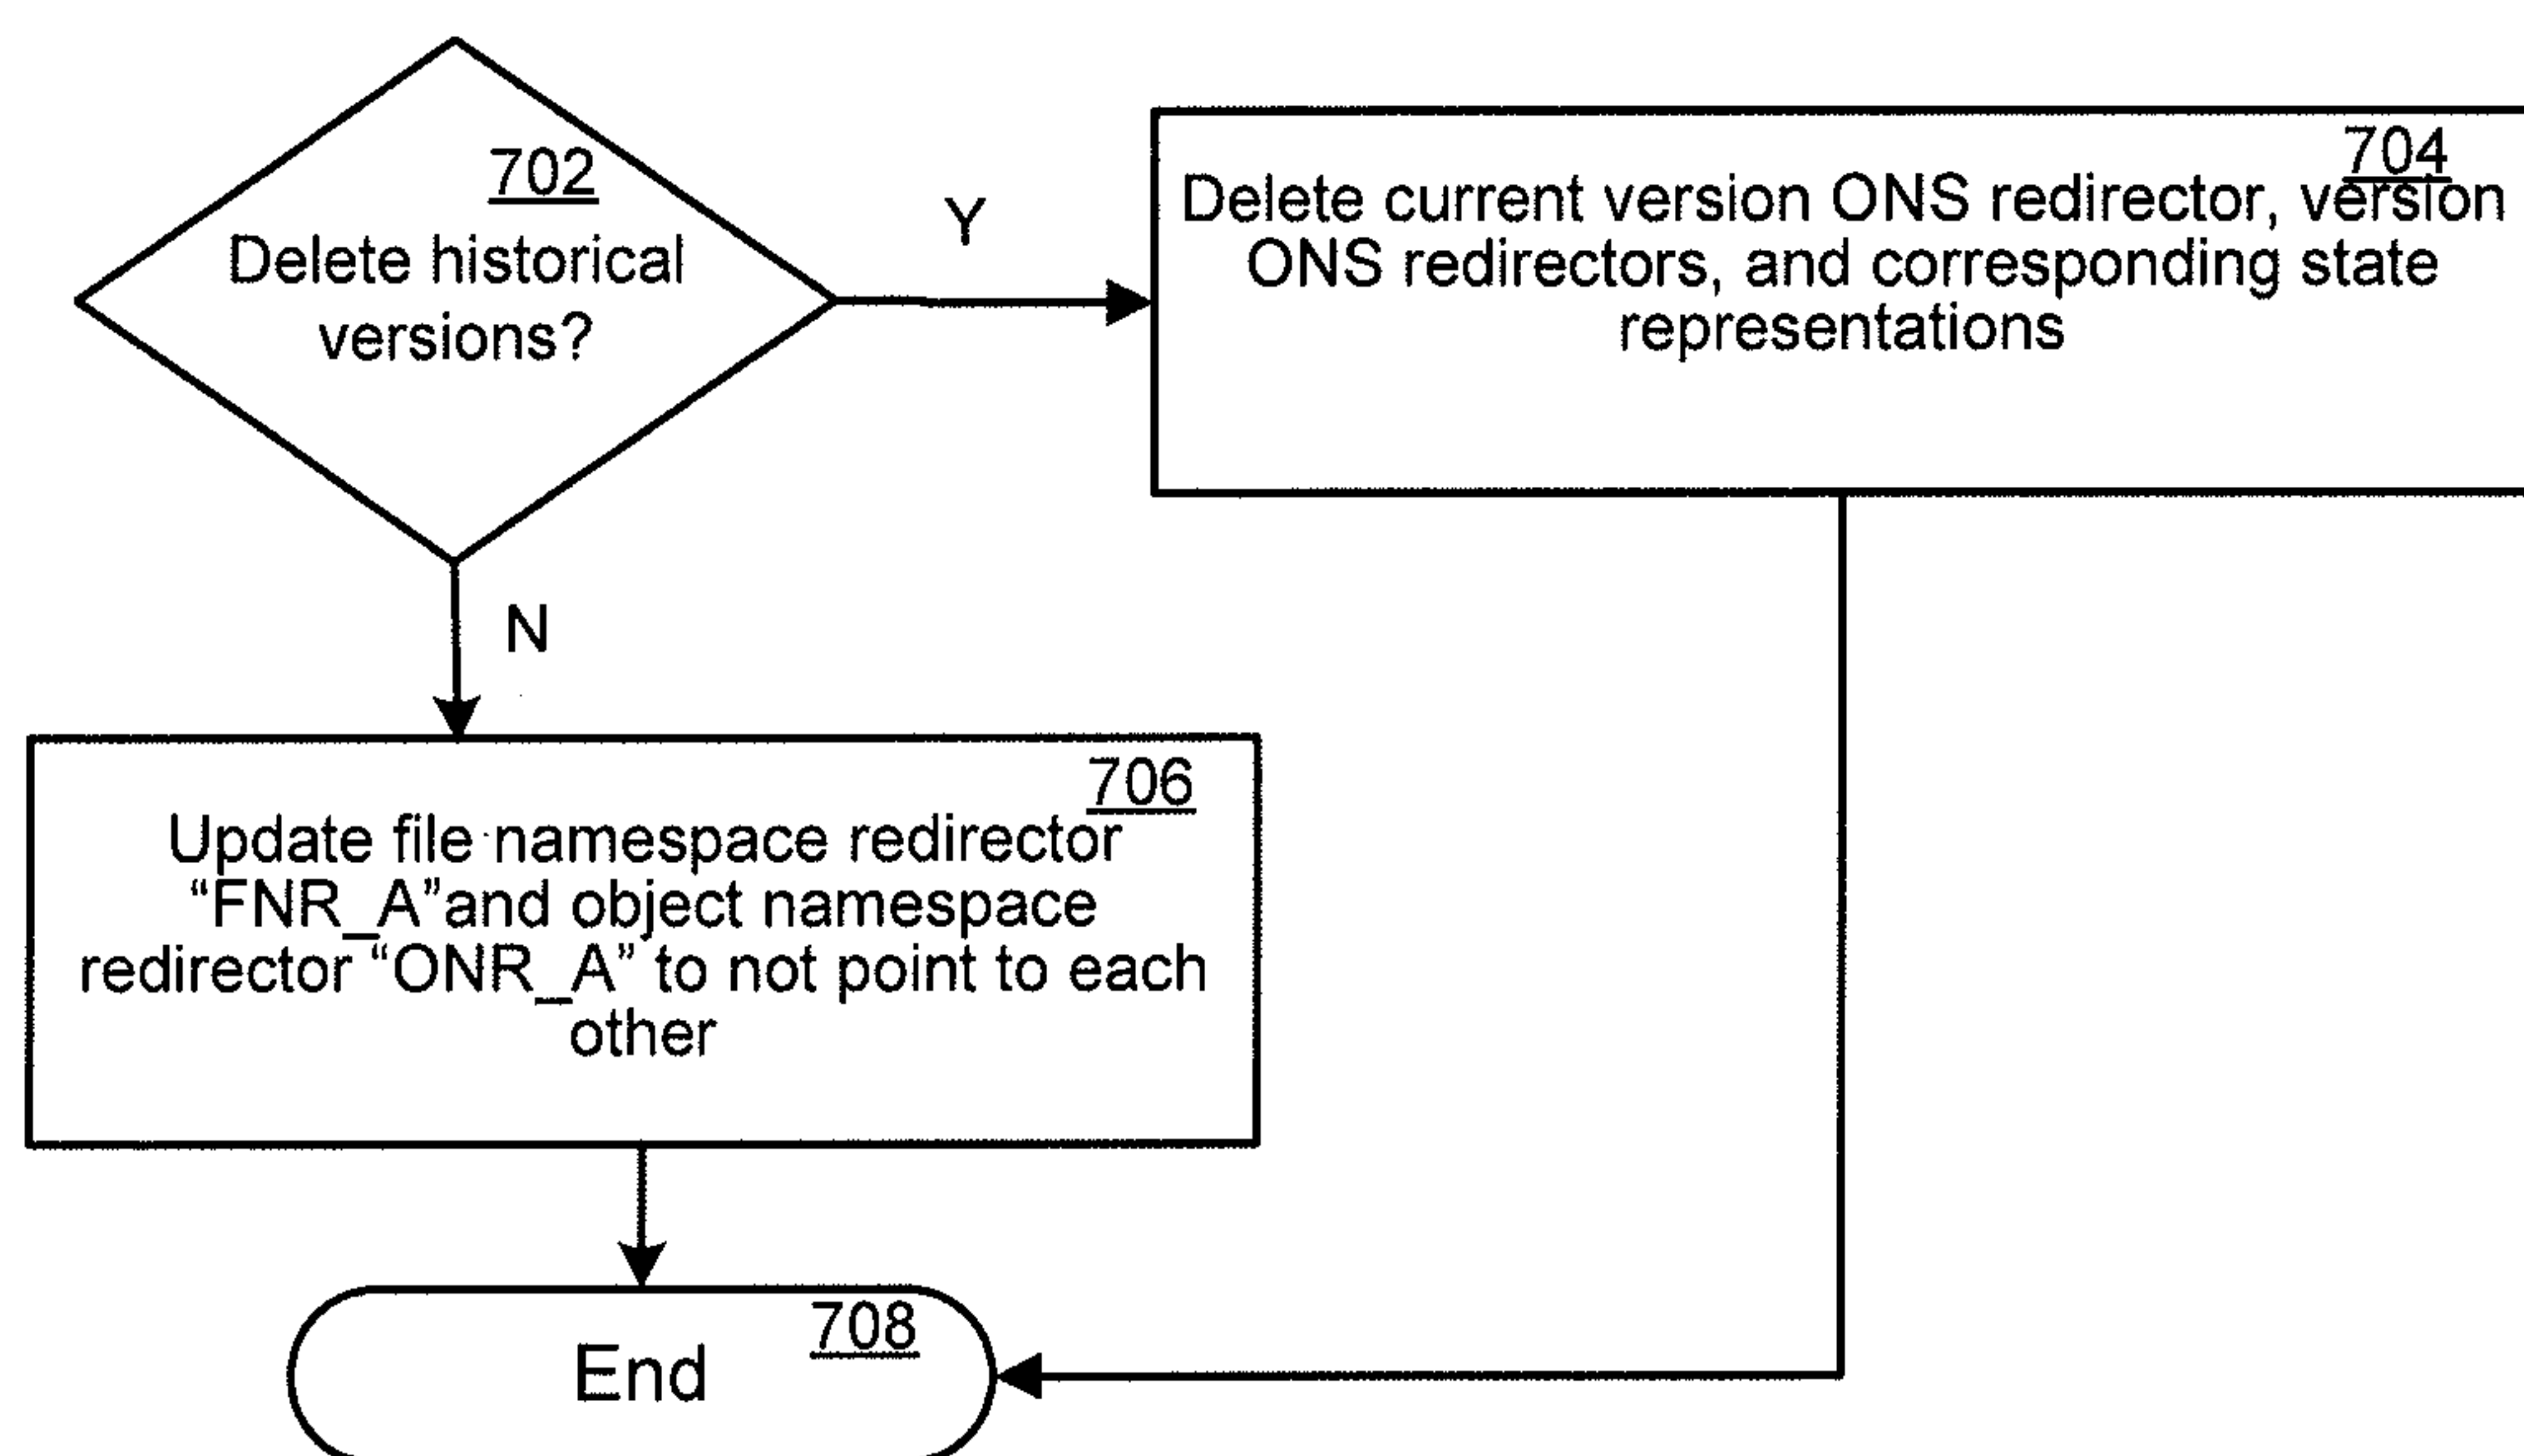 702
Delete historical
versions?
Y
704
Delete current version ONS redirector, version
ONS redirectors, and corresponding state
representations
N
706
Update file namespace redirector
“FNR_A”and object namespace
redirector “ONR_A” to not point to each
other
708
End